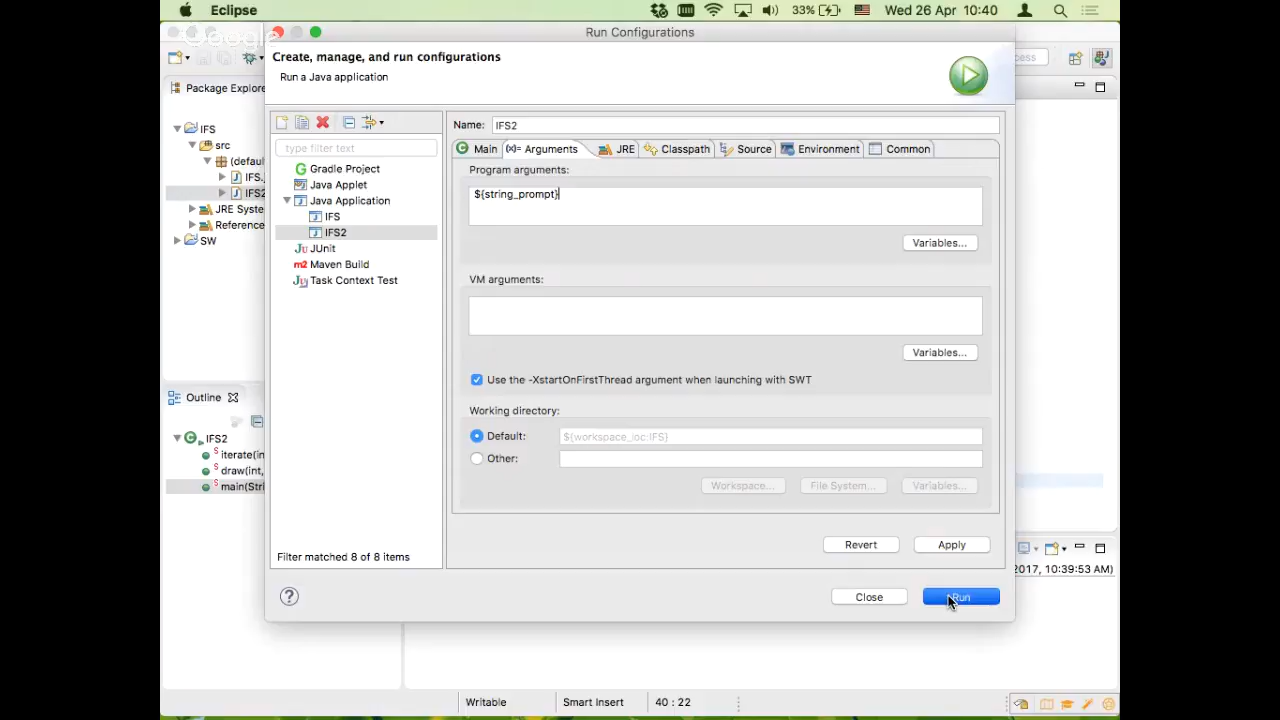 Eclipse
33%
Wed 26 Apr 10:40
Google
Run Configurations
Create, manage, and run configurations
Run a Java application
Package Explore
IFS
src
(defau
IFS.
IFS2
JRE Syste
Reference
SW
type filter text
Gradle Project
Java Applet
Java Application
IFS
IFS2
JUnit
Maven Build
Task Context Test
Filter matched 8 of 8 items
Name:
IFS2
Main
Arguments
JRE
Classpath
Source
Environment
Common
Program arguments:
${string_prompt}
Variables...
VM arguments:
Variables...
Use the -XstartOnFirstThread argument when launching with SWT
Working directory:
Default:
${workspace_loc:IFS}
Other:
Workspace...
File System...
Variables...
Revert
Apply
Close
Run
Outline
IFS2
iterate(in
draw(int,
main(Stri
2017, 10:39:53 AM)
Writable
Smart Insert
40 : 22